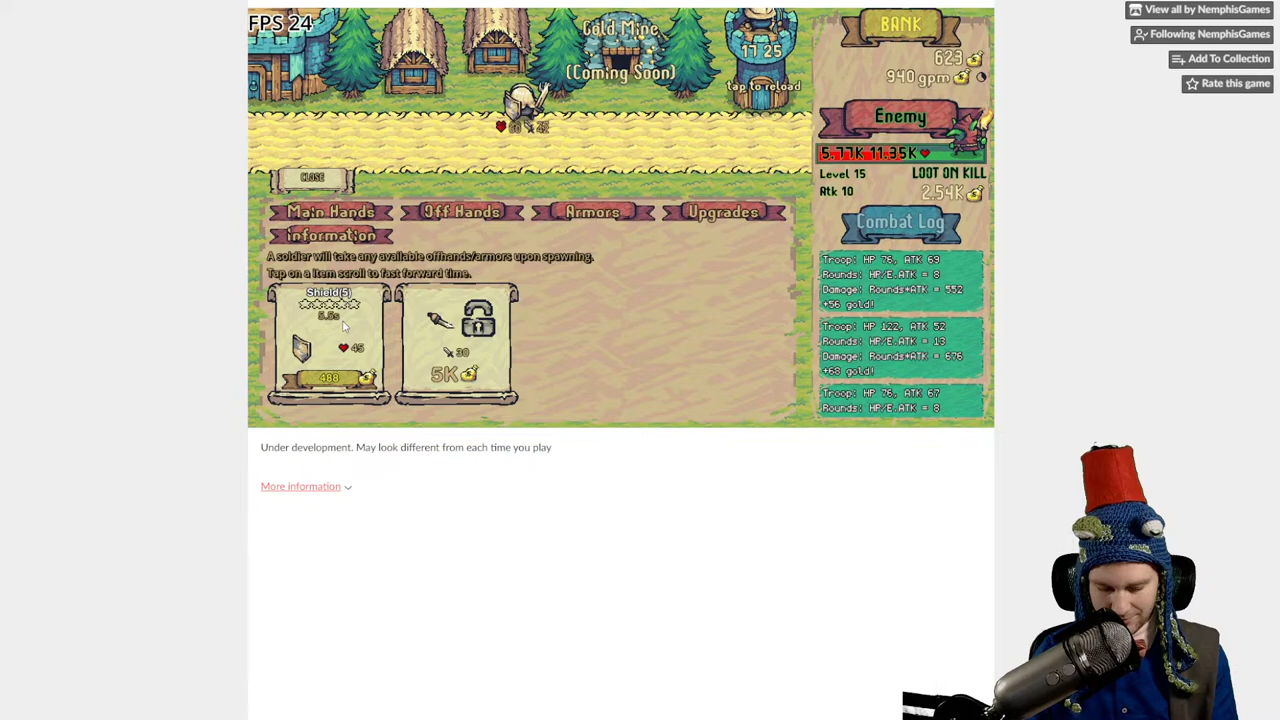 FPS 24
Gold Mine
(Coming Soon)
17 25
tap to reload
60 42
CLOSE
Main Hands
Off Hands
Armors
Upgrades
Information
A soldier will take any available offhands/armors upon spawning.
Tap on a item scroll to fast forward time.
Shield(5)
5.5s
45
488
30
5K
BANK
623
940 gpm
Enemy
5.77K 11.35K
Level 15
LOOT ON KILL
Atk 10
2.54K
Combat Log
Troop: HP 76, ATK 69
Rounds: HP/E.ATK = 8
Damage: Rounds*ATK = 552
+56 gold!
Troop: HP 122, ATK 52
Rounds: HP/E.ATK = 13
Damage: Rounds*ATK = 676
+68 gold!
Troop: HP 76, ATK 67
Rounds: HP/E.ATK = 8
View all by NemphisGames
Following NemphisGames
Add To Collection
Rate this game
Under development. May look different from each time you play
More information